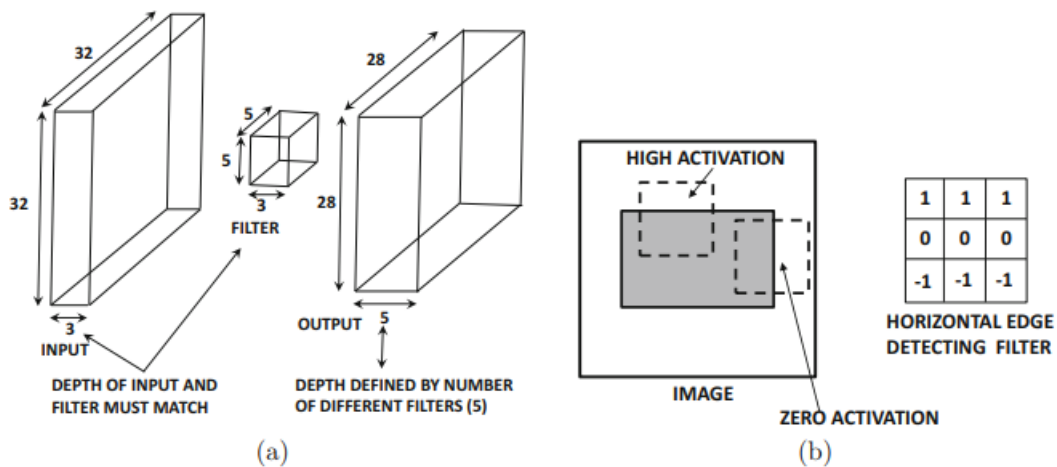 32
32
3
INPUT
5
5
3
FILTER
28
28
5
OUTPUT
DEPTH OF INPUT AND
FILTER MUST MATCH
DEPTH DEFINED BY NUMBER
OF DIFFERENT FILTERS (5)
(a)
HIGH ACTIVATION
IMAGE
ZERO ACTIVATION
1 1 1
0 0 0
-1 -1 -1
HORIZONTAL EDGE
DETECTING FILTER
(b)